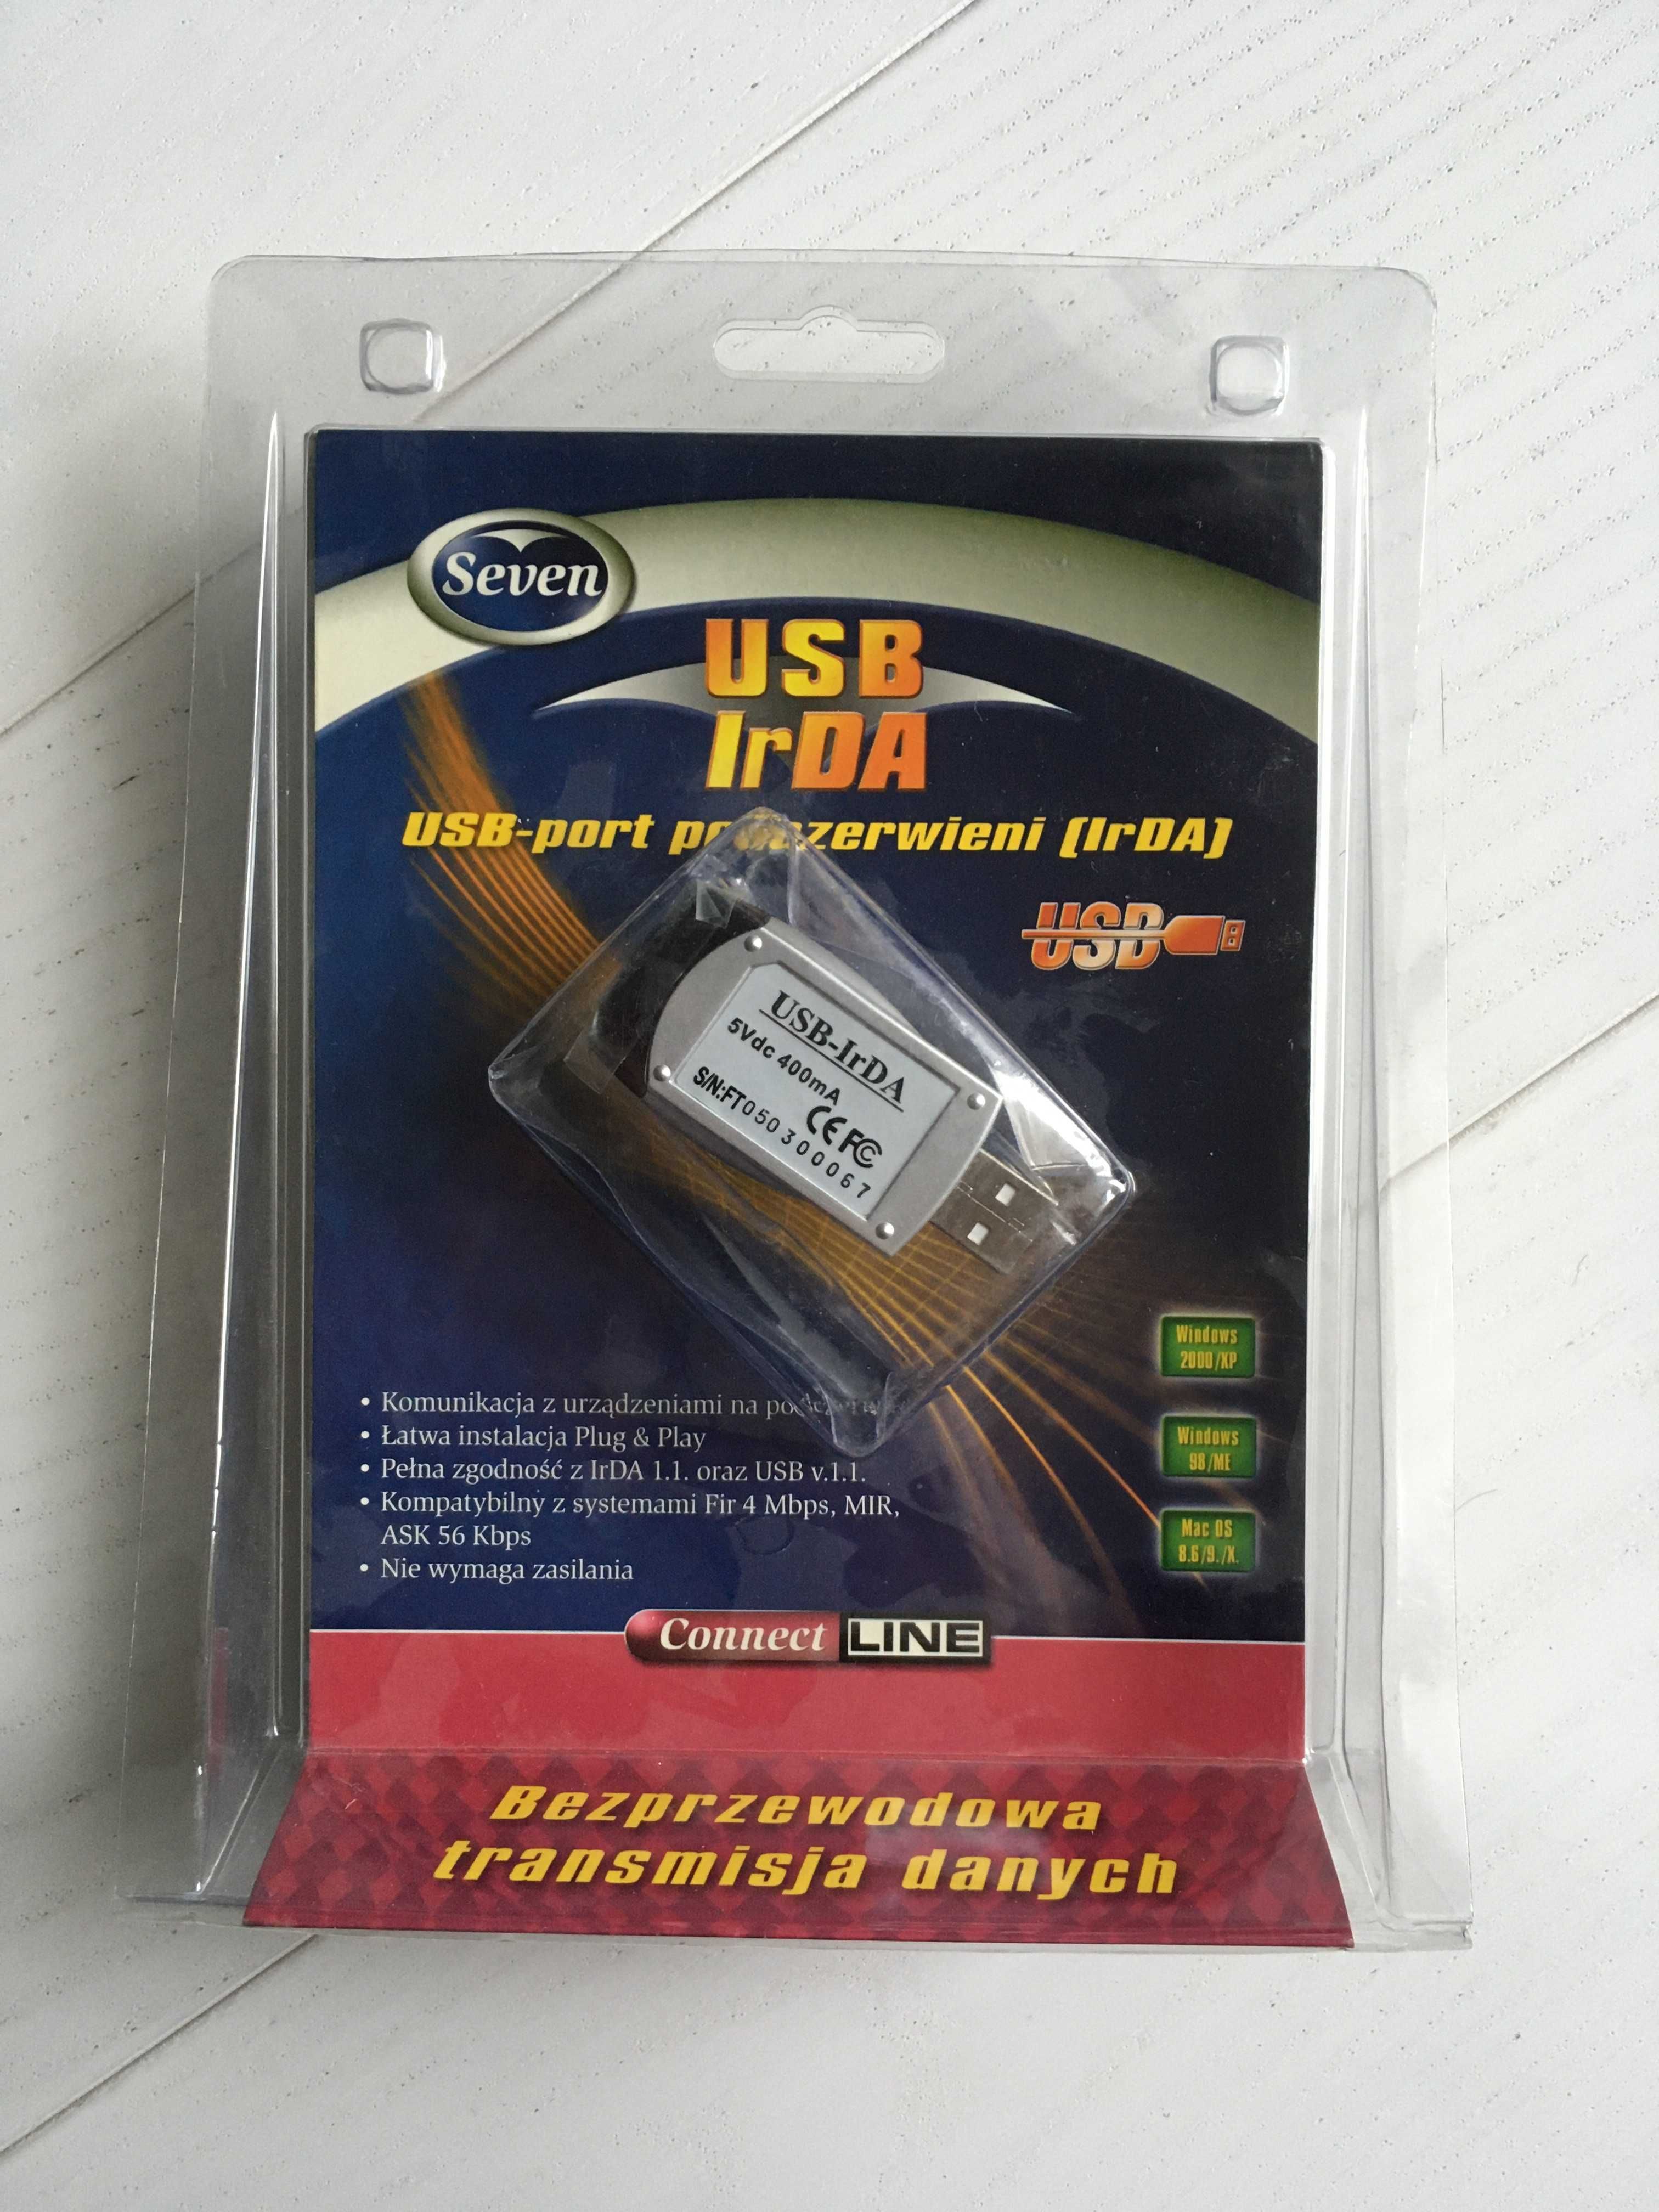 Seven
USB
IrDA
USB-port podczerwieni (IrDA)
USB
USB-IrDA
5Vdc 400mA
CE FC
S/N:FT050300067
Windows
2000/XP
Windows
98/ME
Mac OS
8.6/9./X.
• Komunikacja z urządzeniami na
• Łatwa instalacja Plug & Play
• Pełna zgodność z IrDA 1.1. oraz USB v.1.1.
• Kompatybilny z systemami Fir 4 Mbps, MIR,
ASK 56 Kbps
• Nie wymaga zasilania
Connect LINE
Bezprzewodowa
transmisja danych